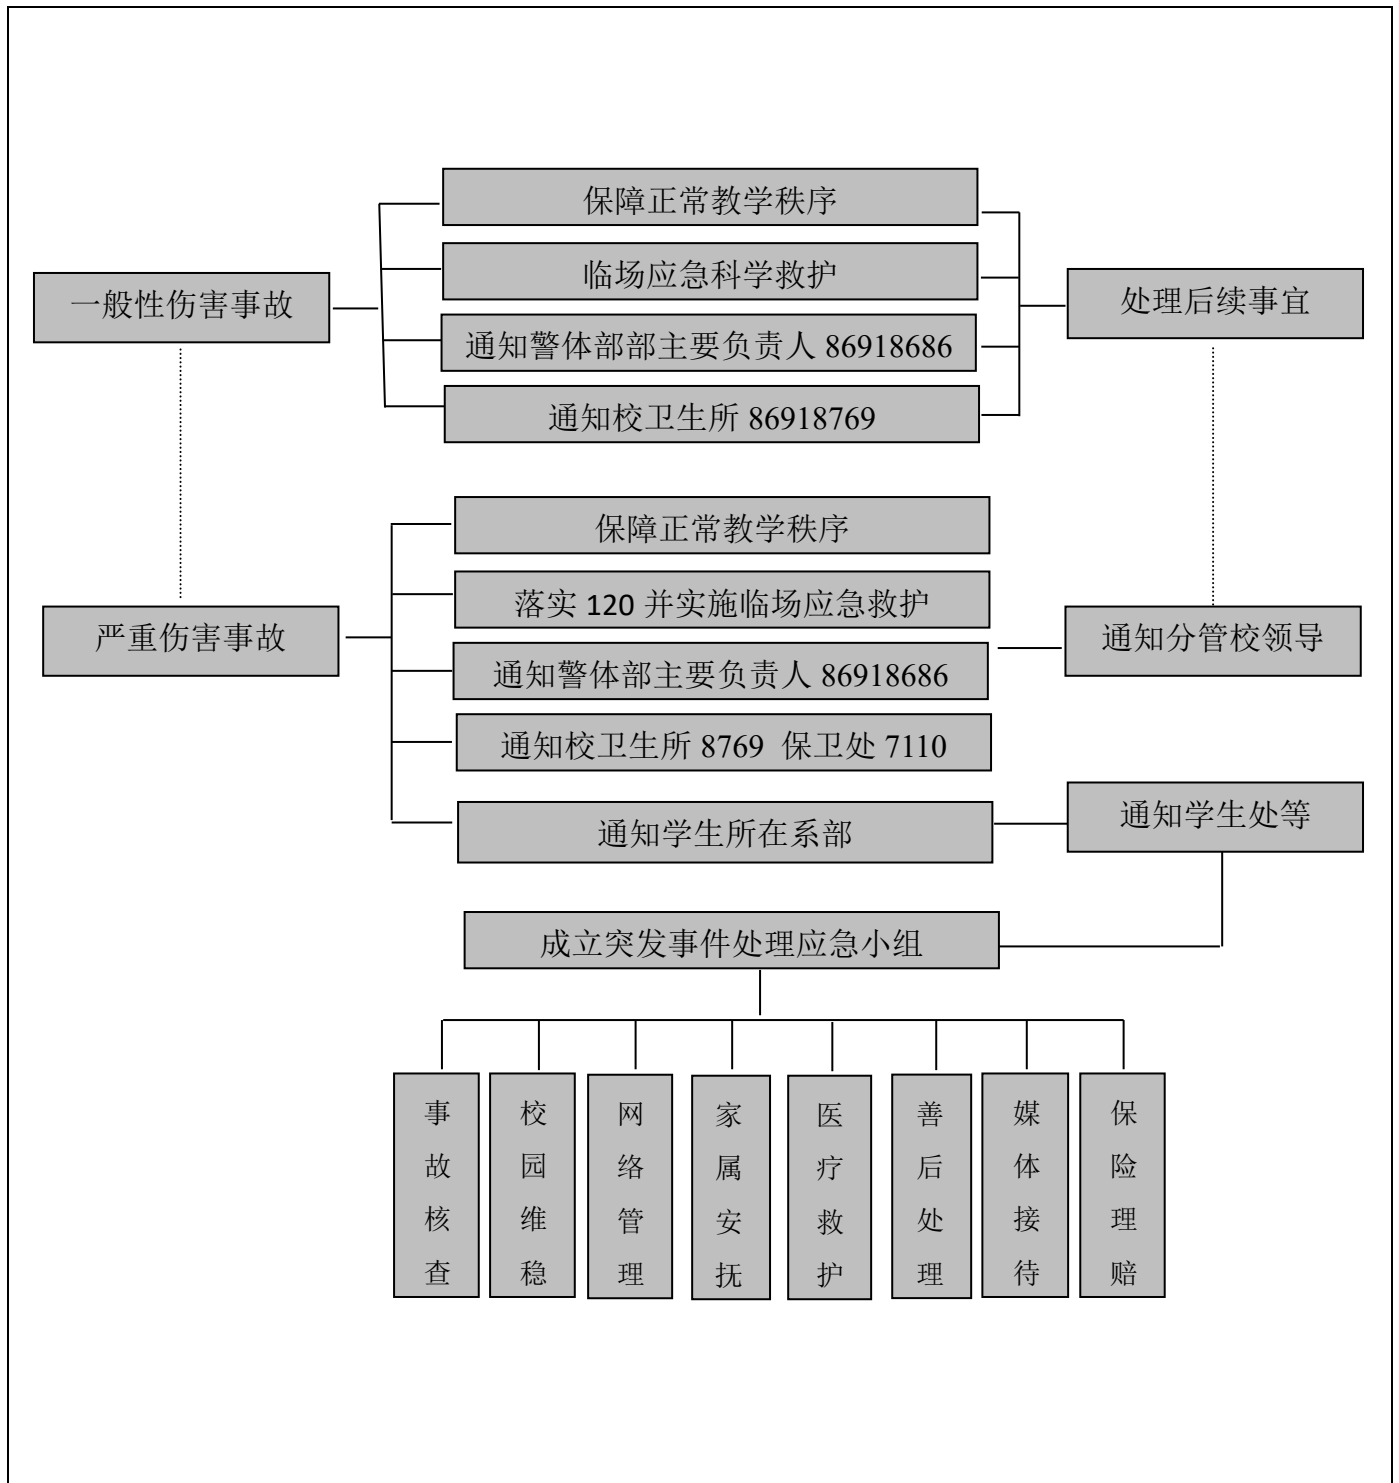 保障正常教学秩序
临场应急科学救护
一般性伤害事故
处理后续事宜
通知警体部部主要负责人 86918686
通知校卫生所 86918769
保障正常教学秩序
落实 120 并实施临场应急救护
严重伤害事故
通知分管校领导
通知警体部主要负责人 86918686
通知校卫生所 8769 保卫处 7110
通知学生处等
通知学生所在系部
成立突发事件处理应急小组
事故核查
校园维稳
网络管理
家属安抚
医疗救护
善后处理
媒体接待
保险理赔